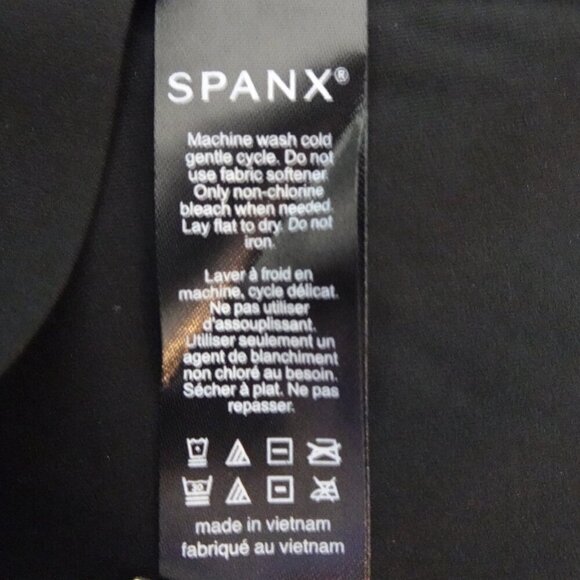 SPANX®
Machine wash cold
gentle cycle. Do not
use fabric softener.
Only non-chlorine
bleach when needed.
Lay flat to dry. Do not
iron.
Laver à froid en
machine, cycle délicat.
Ne pas utiliser
d'assouplissant.
Utiliser seulement un
agent de blanchiment
non chloré au besoin.
Sécher à plat. Ne pas
repasser.
30
made in vietnam
fabriqué au vietnam